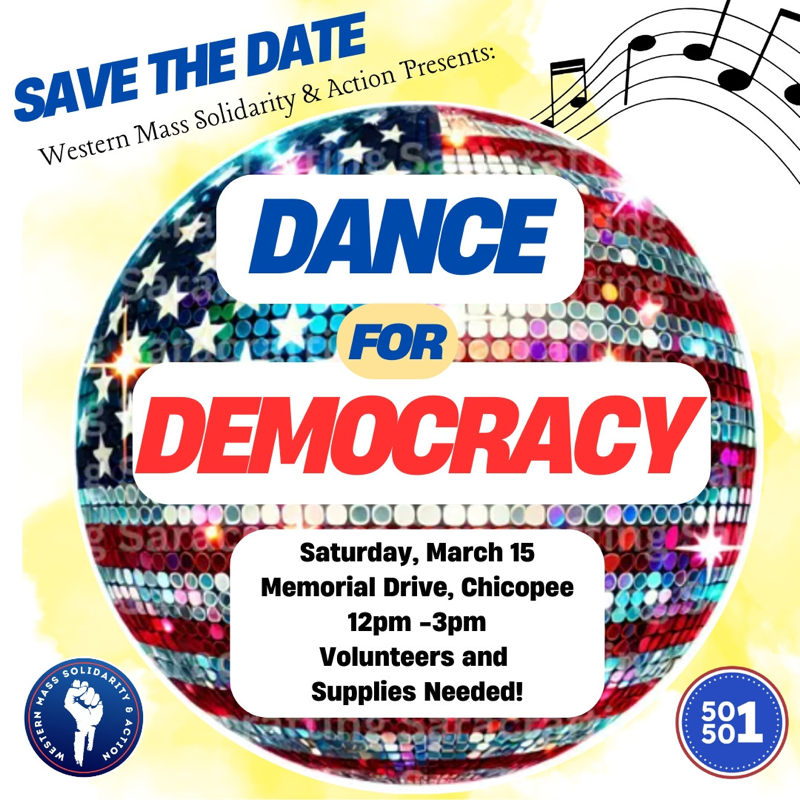 SAVE THE DATE
Western Mass Solidarity & Action Presents:
DANCE
FOR
DEMOCRACY
Saturday, March 15
Memorial Drive, Chicopee
12pm -3pm
Volunteers and
Supplies Needed!
WESTERN MASS SOLIDARITY & ACTION
50
50
1